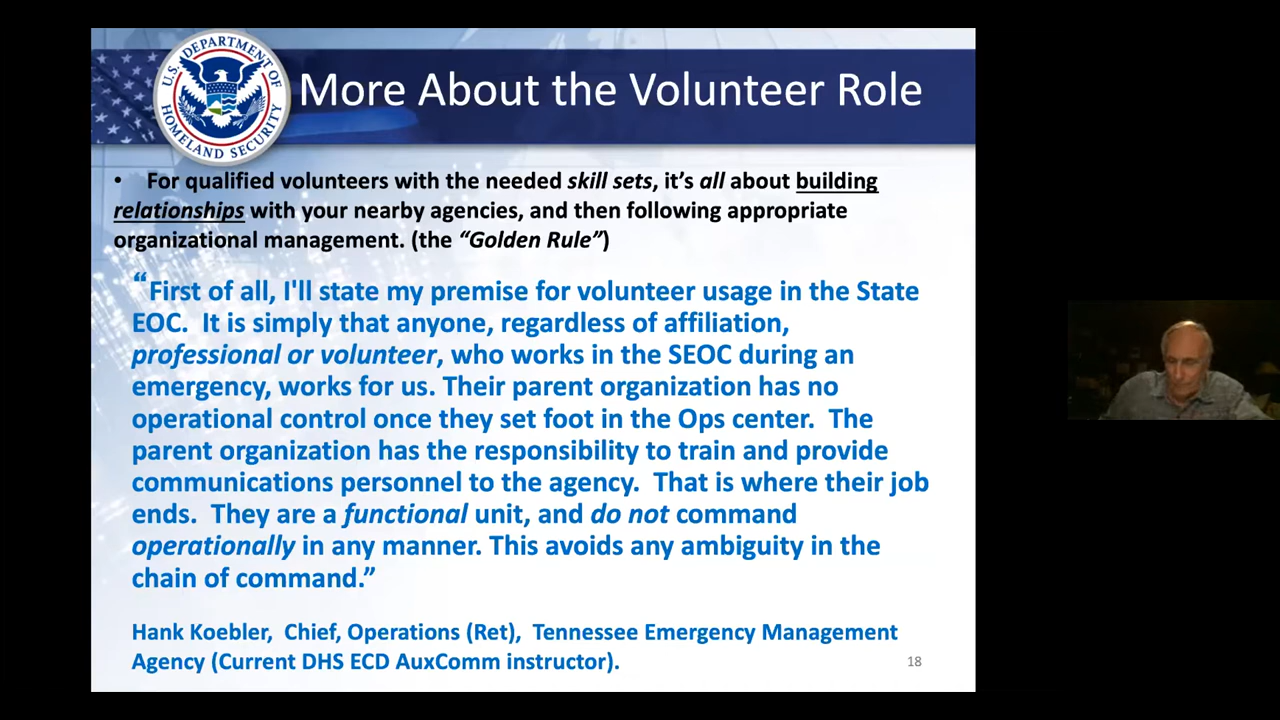 U.S. DEPARTMENT OF
HOMELAND SECURITY
More About the Volunteer Role
• For qualified volunteers with the needed skill sets, it’s all about building
relationships with your nearby agencies, and then following appropriate
organizational management. (the “Golden Rule”)
“First of all, I'll state my premise for volunteer usage in the State
EOC.  It is simply that anyone, regardless of affiliation,
professional or volunteer, who works in the SEOC during an
emergency, works for us. Their parent organization has no
operational control once they set foot in the Ops center.  The
parent organization has the responsibility to train and provide
communications personnel to the agency.  That is where their job
ends.  They are a functional unit, and do not command
operationally in any manner. This avoids any ambiguity in the
chain of command.”
Hank Koebler,  Chief, Operations (Ret),  Tennessee Emergency Management
Agency (Current DHS ECD AuxComm instructor).
18